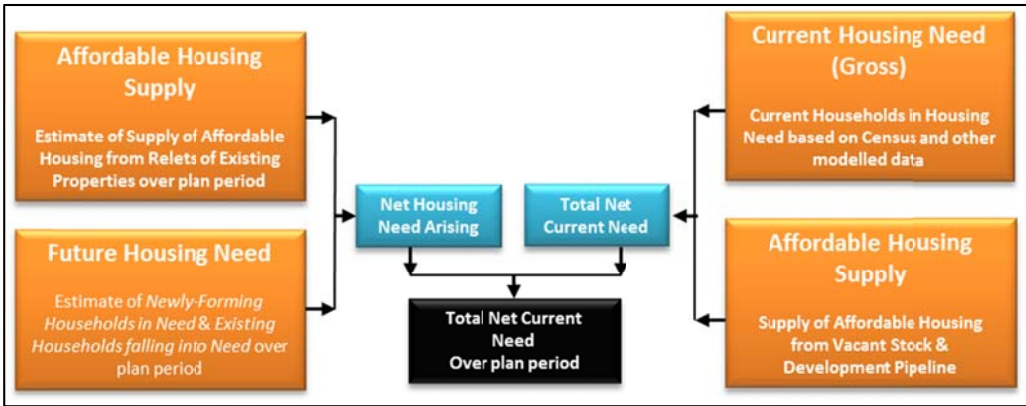 Affordable Housing
Supply
Estimate of Supply of Affordable
Housing from Relets of Existing
Properties over plan period
Future Housing Need
Estimate of Newly-Forming
Households in Need & Existing
Households falling into Need over
plan period
Net Housing
Need Arising
Total Net
Current Need
Total Net Current
Need
Over plan period
Current Housing Need
(Gross)
Current Households in Housing
Need based on Census and other
modelled data
Affordable Housing
Supply
Supply of Affordable Housing
from Vacant Stock &
Development Pipeline